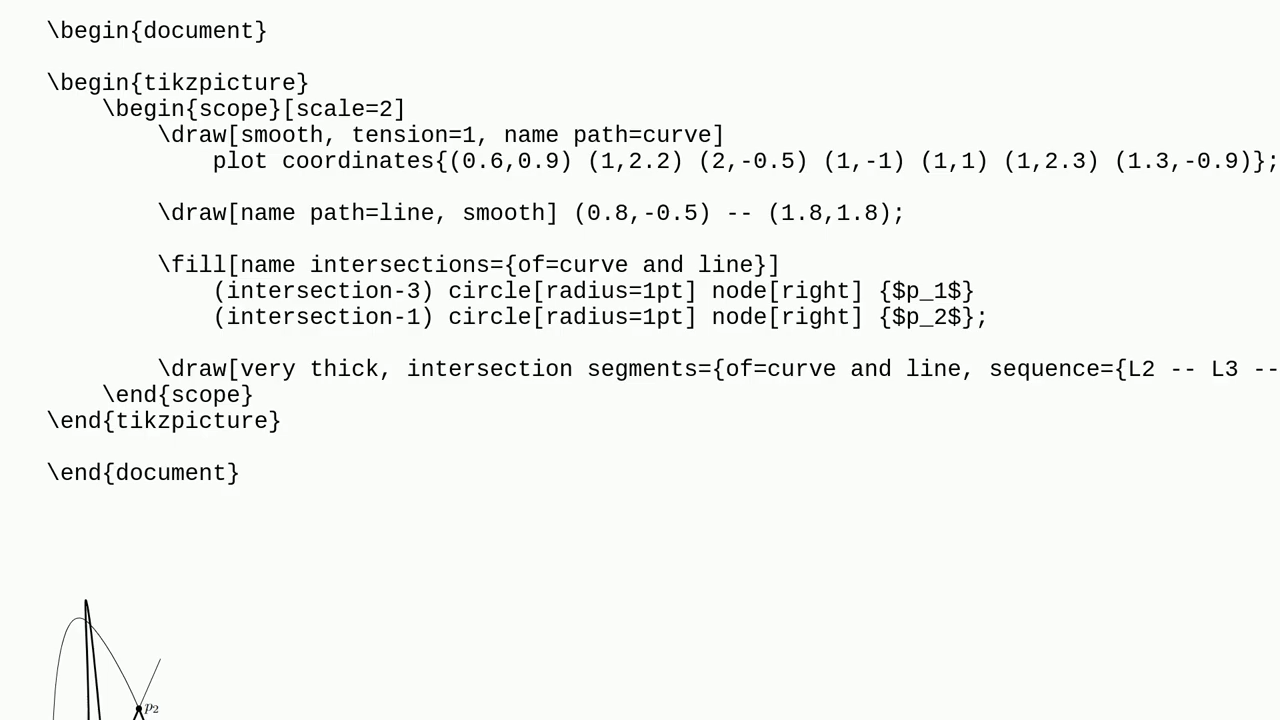 \begin{document}
\begin{tikzpicture}
\begin{scope}[scale=2]
\draw[smooth, tension=1, name path=curve]
plot coordinates{(0.6,0.9) (1,2.2) (2,-0.5) (1,-1) (1,1) (1,2.3) (1.3,-0.9)};
\draw[name path=line, smooth] (0.8,-0.5) -- (1.8,1.8);
\fill[name intersections={of=curve and line}]
(intersection-3) circle[radius=1pt] node[right] {$p_1$}
(intersection-1) circle[radius=1pt] node[right] {$p_2$};
\draw[very thick, intersection segments={of=curve and line, sequence={L2 -- L3 --
\end{scope}
\end{tikzpicture}
\end{document}
p2